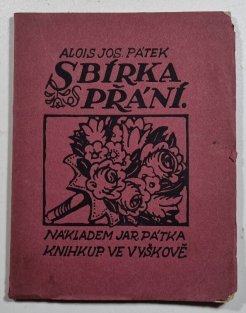 ALOIS JOS. PÁTEK
SBÍRKA
PŘÁNÍ.
NÁKLADEM JAR. PÁTKA
KNIHKUP. VE VYŠKOVĚ